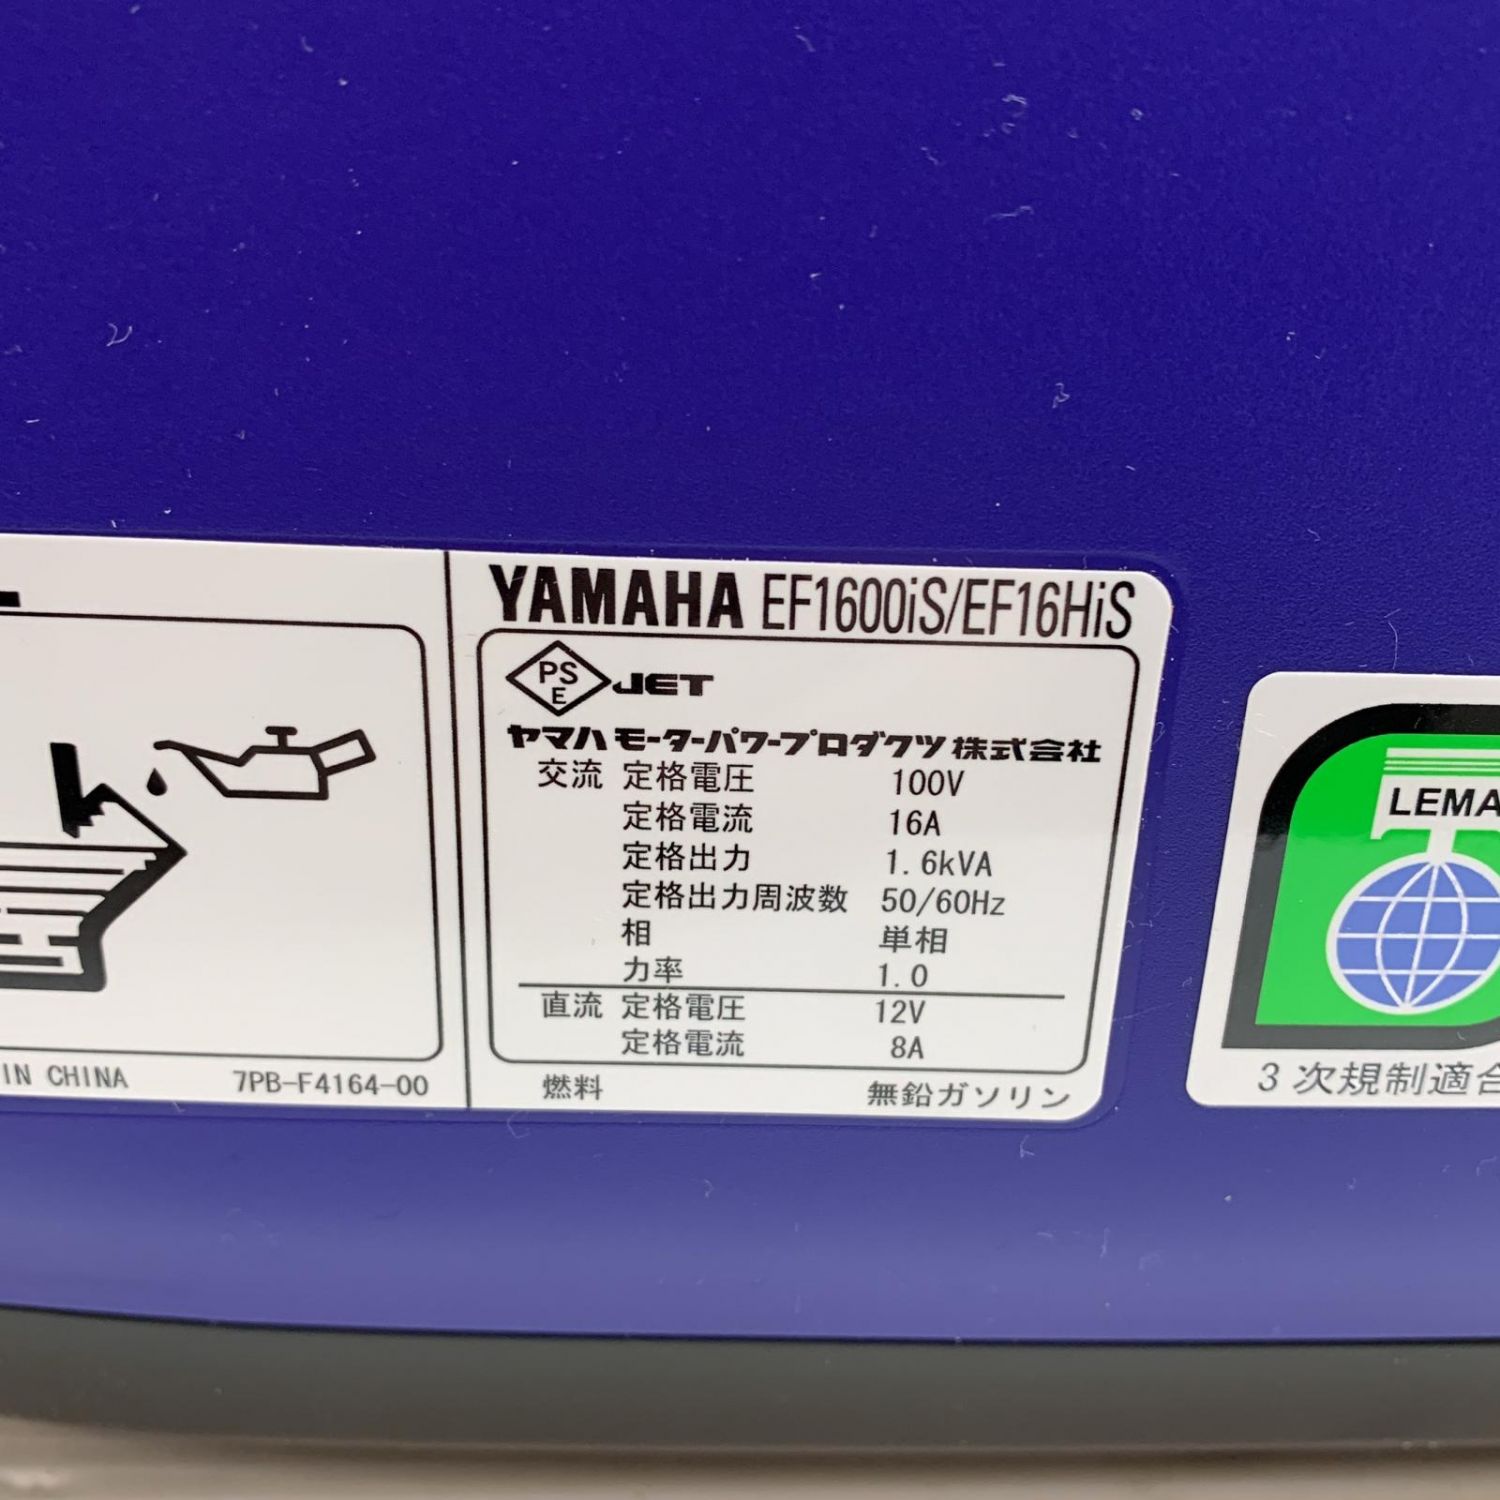 YAMAHA EF1600iS/EF16HiS
PS
E
JET
ヤマハモーターパワープロダクツ株式会社
交流 定格電圧 100V
定格電流 16A
定格出力 1.6kVA
定格出力周波数 50/60Hz
相 単相
力率 1.0
直流 定格電圧 12V
定格電流 8A
燃料 無鉛ガソリン
IN CHINA 7PB-F4164-00
LEMA
3次規制適合